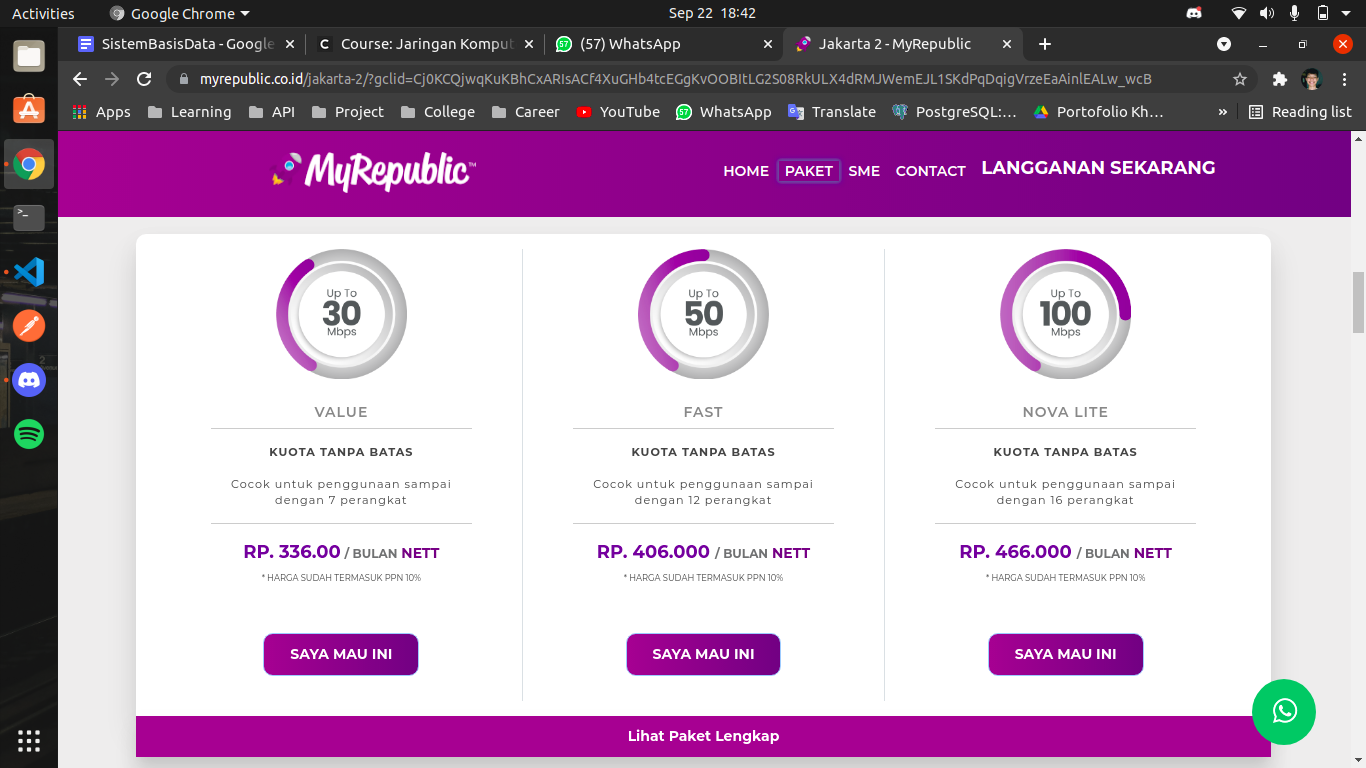 Activities
Google Chrome
Sep 22 18:42
SistemBasisData - Google
Course: Jaringan Komput
(57) WhatsApp
Jakarta 2 - MyRepublic
myrepublic.co.id/jakarta-2/?gclid=Cj0KCQjwqKuKBhCxARIsACf4XuGHb4tcEGgKvOOBItLG2S08RkULX4dRMJWemEJL1SKdPqDqigVrzeEaAinlEALw_wcB
Apps
Learning
API
Project
College
Career
YouTube
WhatsApp
Translate
PostgreSQL:...
Portofolio Kh...
»
Reading list
MyRepublic™
HOME
PAKET
SME
CONTACT
LANGGANAN SEKARANG
Up To
30
Mbps
VALUE
KUOTA TANPA BATAS
Cocok untuk penggunaan sampai
dengan 7 perangkat
RP. 336.00 / BULAN NETT
* HARGA SUDAH TERMASUK PPN 10%
SAYA MAU INI
Up To
50
Mbps
FAST
KUOTA TANPA BATAS
Cocok untuk penggunaan sampai
dengan 12 perangkat
RP. 406.000 / BULAN NETT
* HARGA SUDAH TERMASUK PPN 10%
SAYA MAU INI
Up To
100
Mbps
NOVA LITE
KUOTA TANPA BATAS
Cocok untuk penggunaan sampai
dengan 16 perangkat
RP. 466.000 / BULAN NETT
* HARGA SUDAH TERMASUK PPN 10%
SAYA MAU INI
Lihat Paket Lengkap